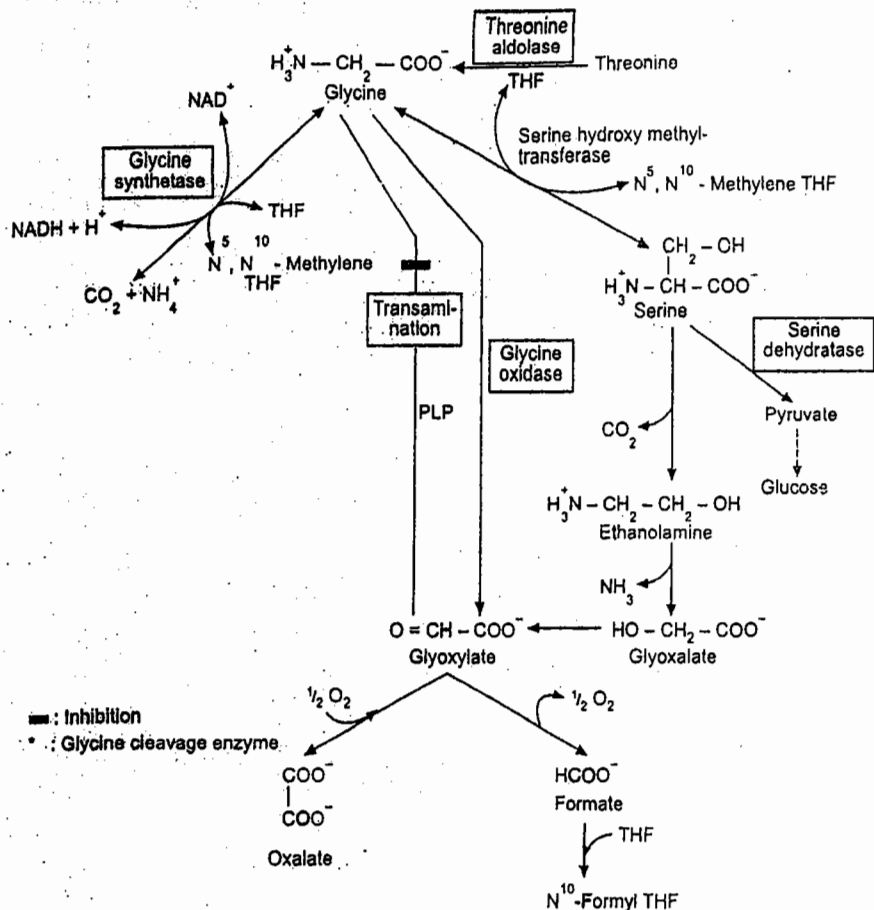 Threonine
aldolase
H₃N⁺ – CH₂ – COO⁻
Threonine
Glycine
THF
NAD⁺
Serine hydroxy methyl-
transferase
Glycine
synthetase
THF
N⁵, N¹⁰ - Methylene THF
NADH + H⁺
N⁵, N¹⁰ - Methylene
THF
CO₂ + NH₄⁺
CH₂ – OH
H₃N⁺ – CH – COO⁻
Serine
Transami-
nation
Glycine
oxidase
Serine
dehydratase
PLP
CO₂
Pyruvate
Glucose
H₃N⁺ – CH₂ – CH₂ – OH
Ethanolamine
NH₃
O = CH – COO⁻
HO – CH₂ – COO⁻
Glyoxylate
Glyoxalate
½ O₂
½ O₂
: Inhibition
* : Glycine cleavage enzyme
COO⁻
COO⁻
Oxalate
HCOO⁻
Formate
THF
N¹⁰-Formyl THF